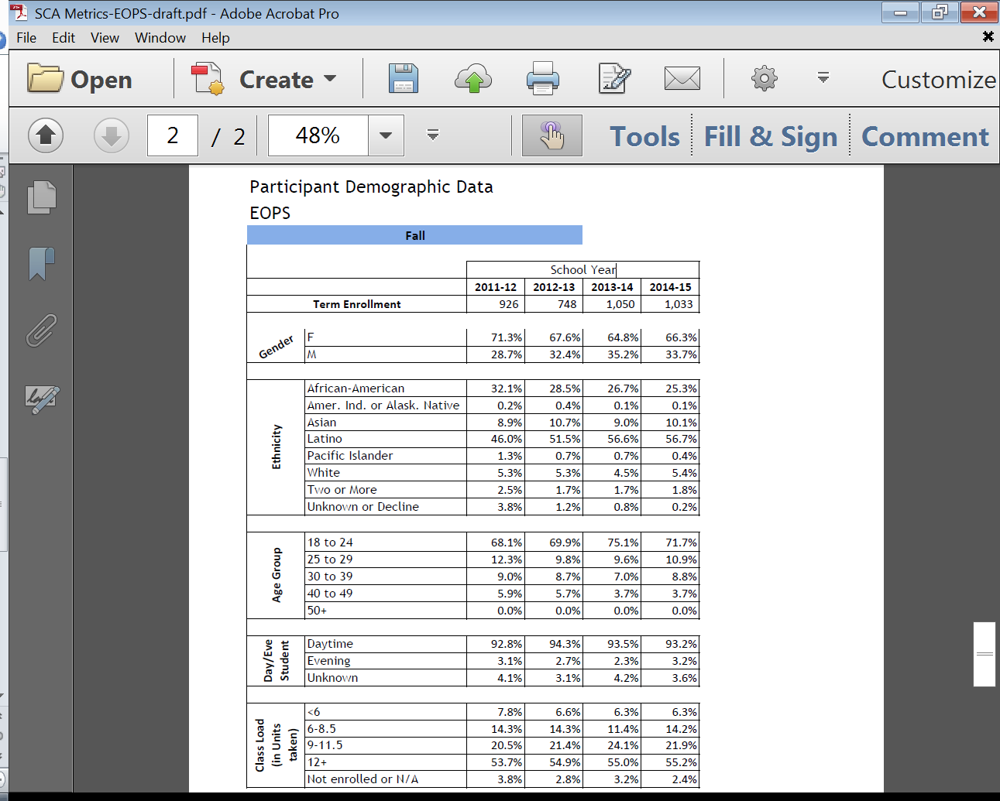 SCA Metrics-EOPS-draft.pdf - Adobe Acrobat Pro
File Edit View Window Help
Open Create Customize
2 / 2 48% Tools Fill & Sign Comment
Participant Demographic Data
EOPS
Fall
School Year
2011-12 2012-13 2013-14 2014-15
Term Enrollment 926 748 1,050 1,033
Gender
F 71.3% 67.6% 64.8% 66.3%
M 28.7% 32.4% 35.2% 33.7%
Ethnicity
African-American 32.1% 28.5% 26.7% 25.3%
Amer. Ind. or Alask. Native 0.2% 0.4% 0.1% 0.1%
Asian 8.9% 10.7% 9.0% 10.1%
Latino 46.0% 51.5% 56.6% 56.7%
Pacific Islander 1.3% 0.7% 0.7% 0.4%
White 5.3% 5.3% 4.5% 5.4%
Two or More 2.5% 1.7% 1.7% 1.8%
Unknown or Decline 3.8% 1.2% 0.8% 0.2%
Age Group
18 to 24 68.1% 69.9% 75.1% 71.7%
25 to 29 12.3% 9.8% 9.6% 10.9%
30 to 39 9.0% 8.7% 7.0% 8.8%
40 to 49 5.9% 5.7% 3.7% 3.7%
50+ 0.0% 0.0% 0.0% 0.0%
Day/Eve
Student
Daytime 92.8% 94.3% 93.5% 93.2%
Evening 3.1% 2.7% 2.3% 3.2%
Unknown 4.1% 3.1% 4.2% 3.6%
Class Load
(in Units
taken)
<6 7.8% 6.6% 6.3% 6.3%
6-8.5 14.3% 14.3% 11.4% 14.2%
9-11.5 20.5% 21.4% 24.1% 21.9%
12+ 53.7% 54.9% 55.0% 55.2%
Not enrolled or N/A 3.8% 2.8% 3.2% 2.4%